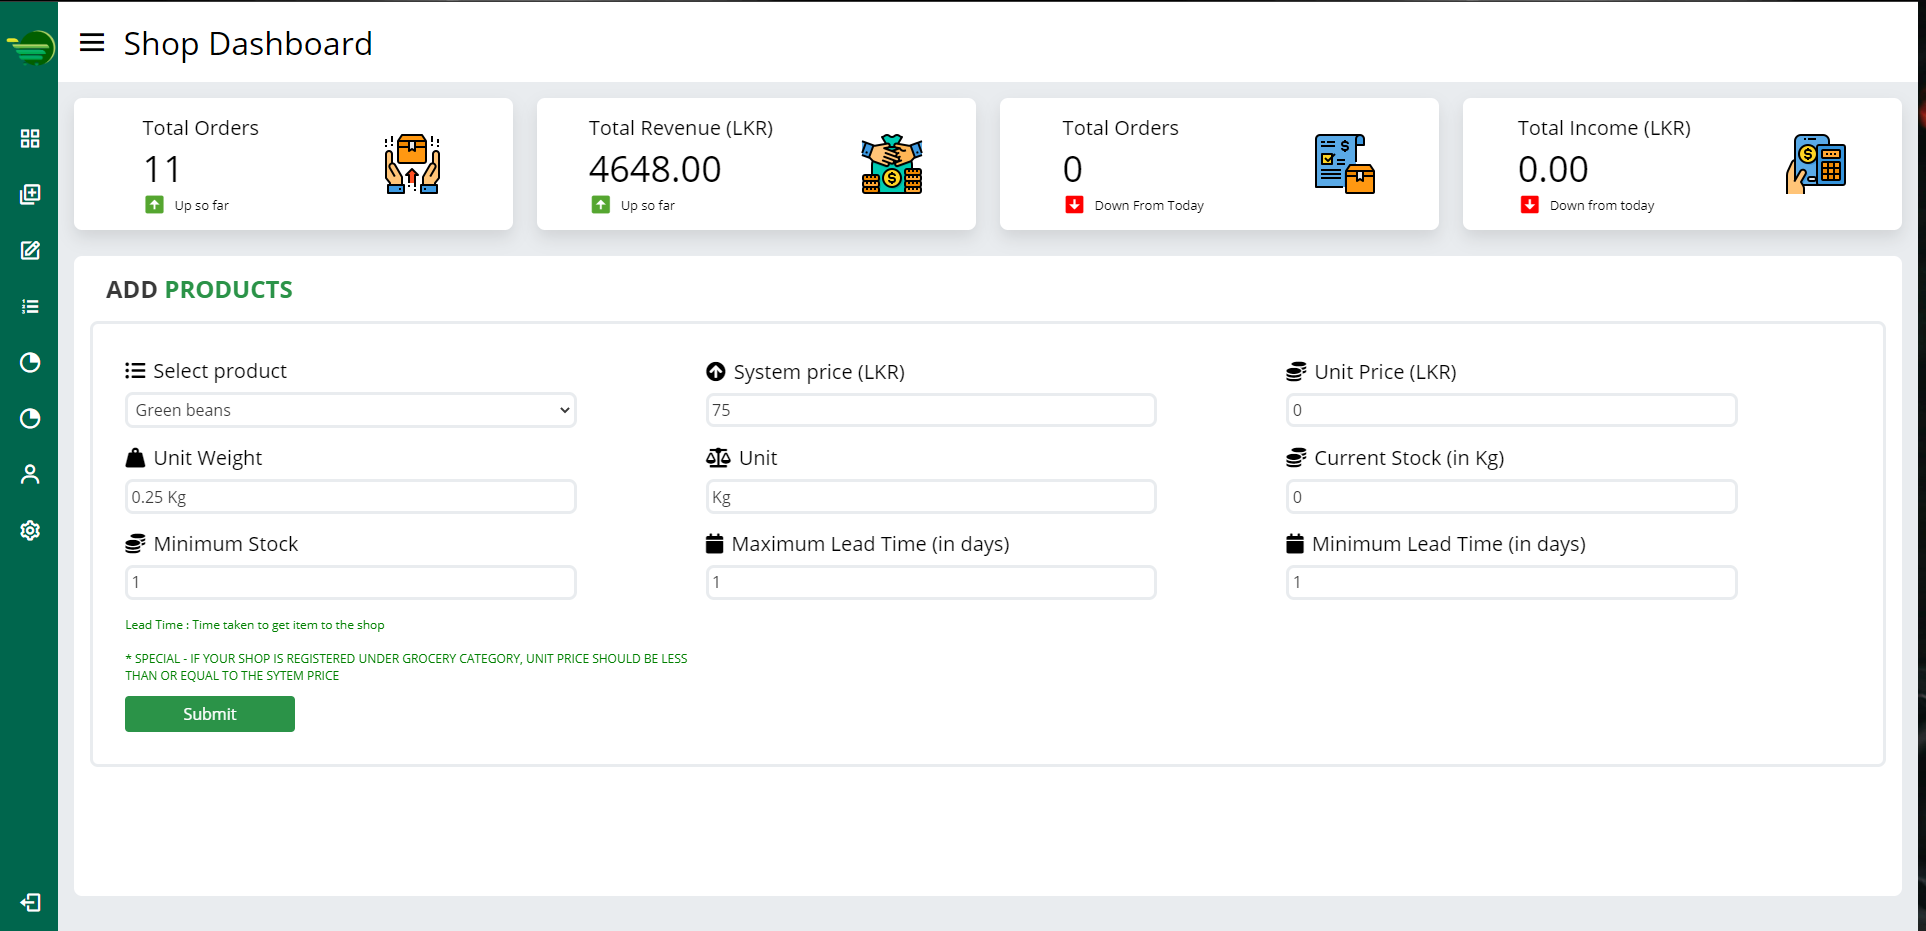 Shop Dashboard
Total Orders
11
Up so far
Total Revenue (LKR)
4648.00
Up so far
Total Orders
0
Down From Today
Total Income (LKR)
0.00
Down from today
ADD PRODUCTS
Select product
Green beans
System price (LKR)
75
Unit Price (LKR)
0
Unit Weight
0.25 Kg
Unit
Kg
Current Stock (in Kg)
0
Minimum Stock
1
Maximum Lead Time (in days)
1
Minimum Lead Time (in days)
1
Lead Time : Time taken to get item to the shop
* SPECIAL - IF YOUR SHOP IS REGISTERED UNDER GROCERY CATEGORY, UNIT PRICE SHOULD BE LESS
THAN OR EQUAL TO THE SYTEM PRICE
Submit